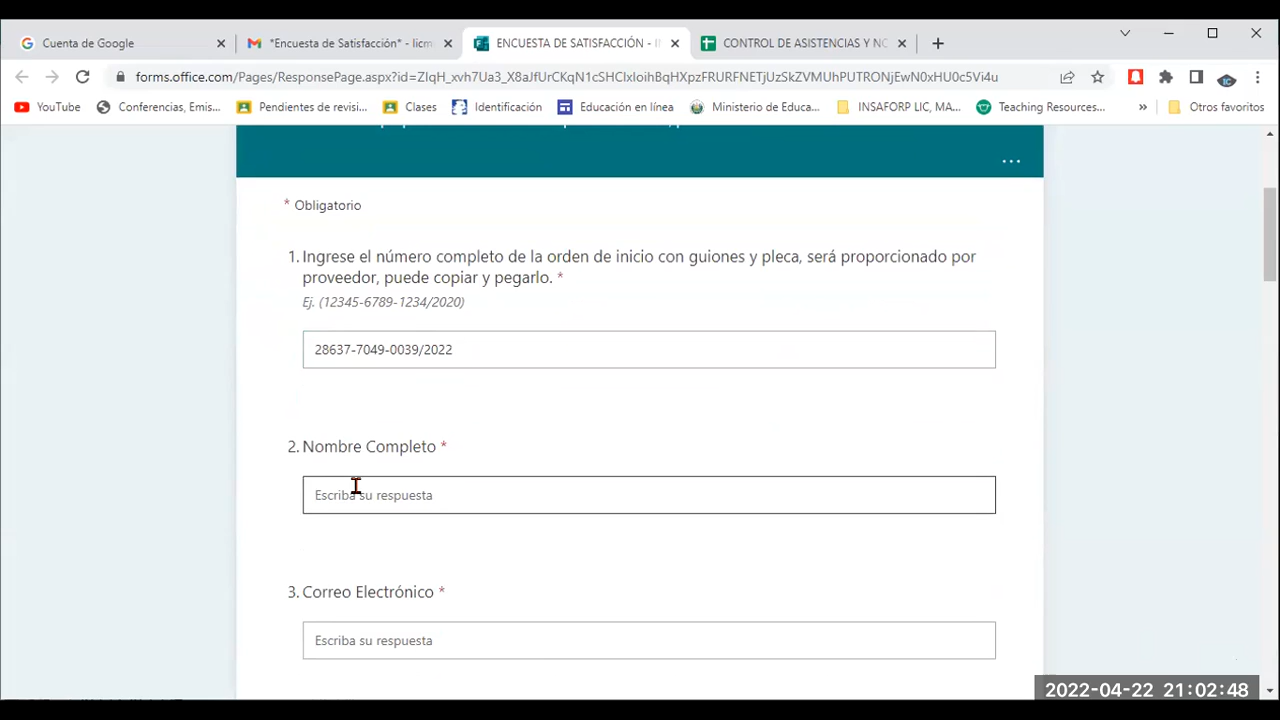 Cuenta de Google
*Encuesta de Satisfacción* - licm
ENCUESTA DE SATISFACCIÓN - I
CONTROL DE ASISTENCIAS Y NO
forms.office.com/Pages/ResponsePage.aspx?id=ZIqH_xvh7Ua3_X8aJfUrCKqN1cSHClxIoihBqHXpzFRURFNETjUzSkZVMUhPUTRONjEwN0xHU0c5Vi4u
YouTube
Conferencias, Emis...
Pendientes de revisi...
Clases
Identificación
Educación en línea
Ministerio de Educa...
INSAFORP LIC, MA...
Teaching Resources...
»
Otros favoritos
* Obligatorio
1. Ingrese el número completo de la orden de inicio con guiones y pleca, será proporcionado por
proveedor, puede copiar y pegarlo. *
Ej. (12345-6789-1234/2020)
28637-7049-0039/2022
2. Nombre Completo *
Escriba su respuesta
3. Correo Electrónico *
Escriba su respuesta
2022-04-22 21:02:48